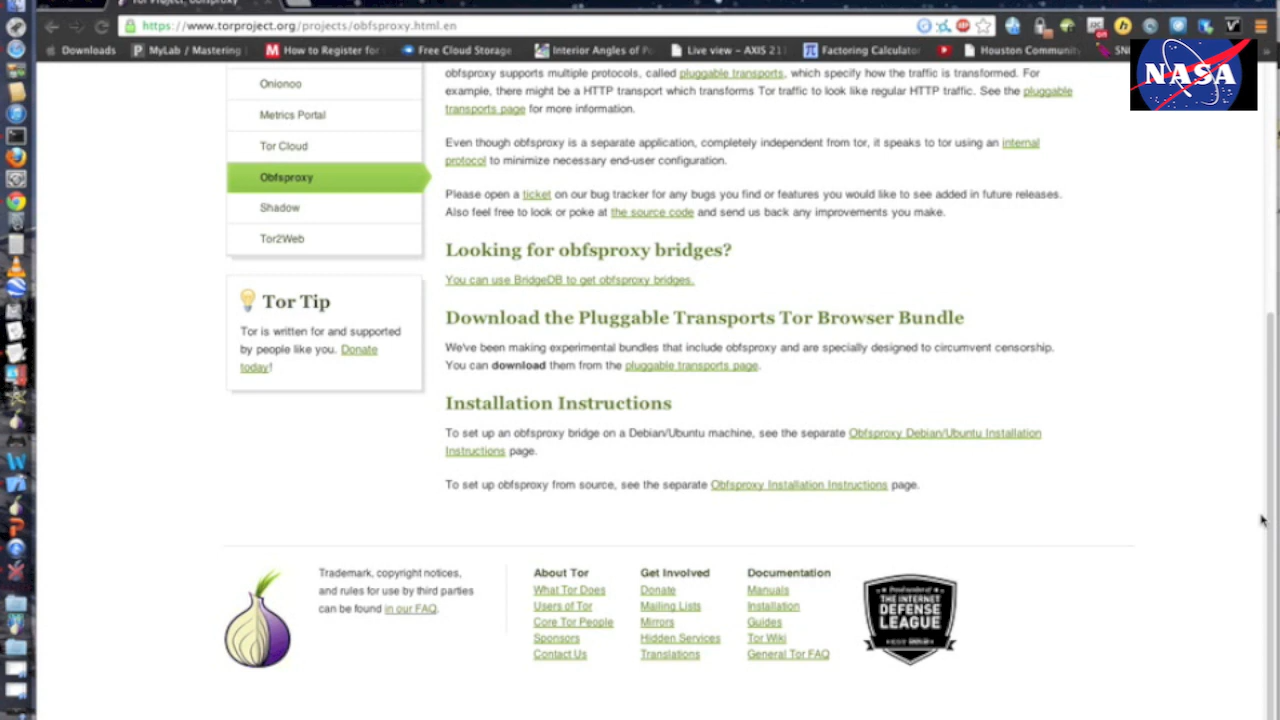 Tor Project: obfsproxy
https://www.torproject.org/projects/obfsproxy.html.en
Downloads
MyLab / Mastering
How to Register for
Free Cloud Storage
Interior Angles of Po
Live view - AXIS 211
Factoring Calculator
Houston Community
NASA
Onionoo
Metrics Portal
Tor Cloud
Obfsproxy
Shadow
Tor2Web
Tor Tip
Tor is written for and supported
by people like you. Donate
today!
obfsproxy supports multiple protocols, called pluggable transports, which specify how the traffic is transformed. For
example, there might be a HTTP transport which transforms Tor traffic to look like regular HTTP traffic. See the pluggable
transports page for more information.
Even though obfsproxy is a separate application, completely independent from tor, it speaks to tor using an internal
protocol to minimize necessary end-user configuration.
Please open a ticket on our bug tracker for any bugs you find or features you would like to see added in future releases.
Also feel free to look or poke at the source code and send us back any improvements you make.
Looking for obfsproxy bridges?
You can use BridgeDB to get obfsproxy bridges.
Download the Pluggable Transports Tor Browser Bundle
We've been making experimental bundles that include obfsproxy and are specially designed to circumvent censorship.
You can download them from the pluggable transports page.
Installation Instructions
To set up an obfsproxy bridge on a Debian/Ubuntu machine, see the separate Obfsproxy Debian/Ubuntu Installation
Instructions page.
To set up obfsproxy from source, see the separate Obfsproxy Installation Instructions page.
Trademark, copyright notices,
and rules for use by third parties
can be found in our FAQ.
About Tor
What Tor Does
Users of Tor
Core Tor People
Sponsors
Contact Us
Get Involved
Donate
Mailing Lists
Mirrors
Hidden Services
Translations
Documentation
Manuals
Installation
Guides
Tor Wiki
General Tor FAQ
THE INTERNET
DEFENSE
LEAGUE